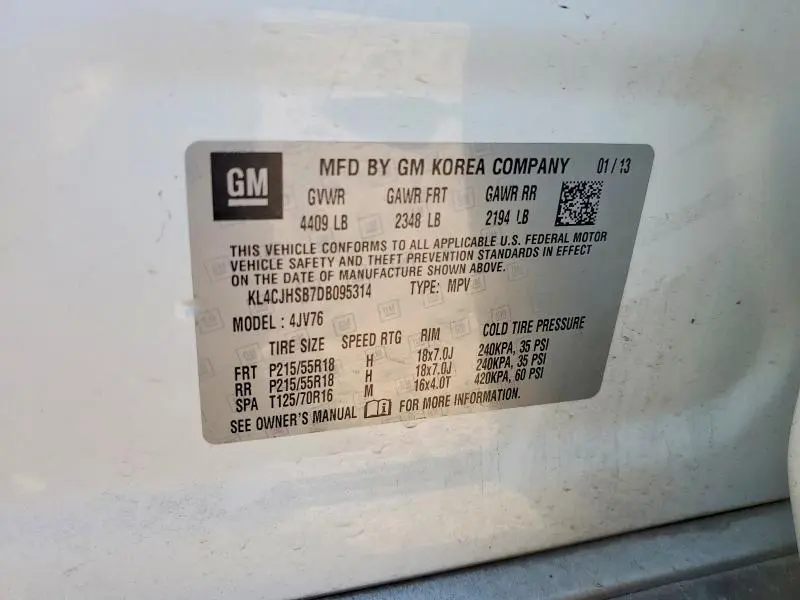 GM MFD BY GM KOREA COMPANY 01/13
GVWR GAWR FRT GAWR RR
4409 LB 2348 LB 2194 LB
THIS VEHICLE CONFORMS TO ALL APPLICABLE U.S. FEDERAL MOTOR
VEHICLE SAFETY AND THEFT PREVENTION STANDARDS IN EFFECT
ON THE DATE OF MANUFACTURE SHOWN ABOVE.
KL4CJHSB7DB095314 TYPE: MPV
MODEL: 4JV76
TIRE SIZE SPEED RTG RIM COLD TIRE PRESSURE
FRT P215/55R18 H 18x7.0J 240KPA, 35 PSI
RR P215/55R18 H 18x7.0J 240KPA, 35 PSI
SPA T125/70R16 M 16x4.0T 420KPA, 60 PSI
SEE OWNER'S MANUAL FOR MORE INFORMATION.